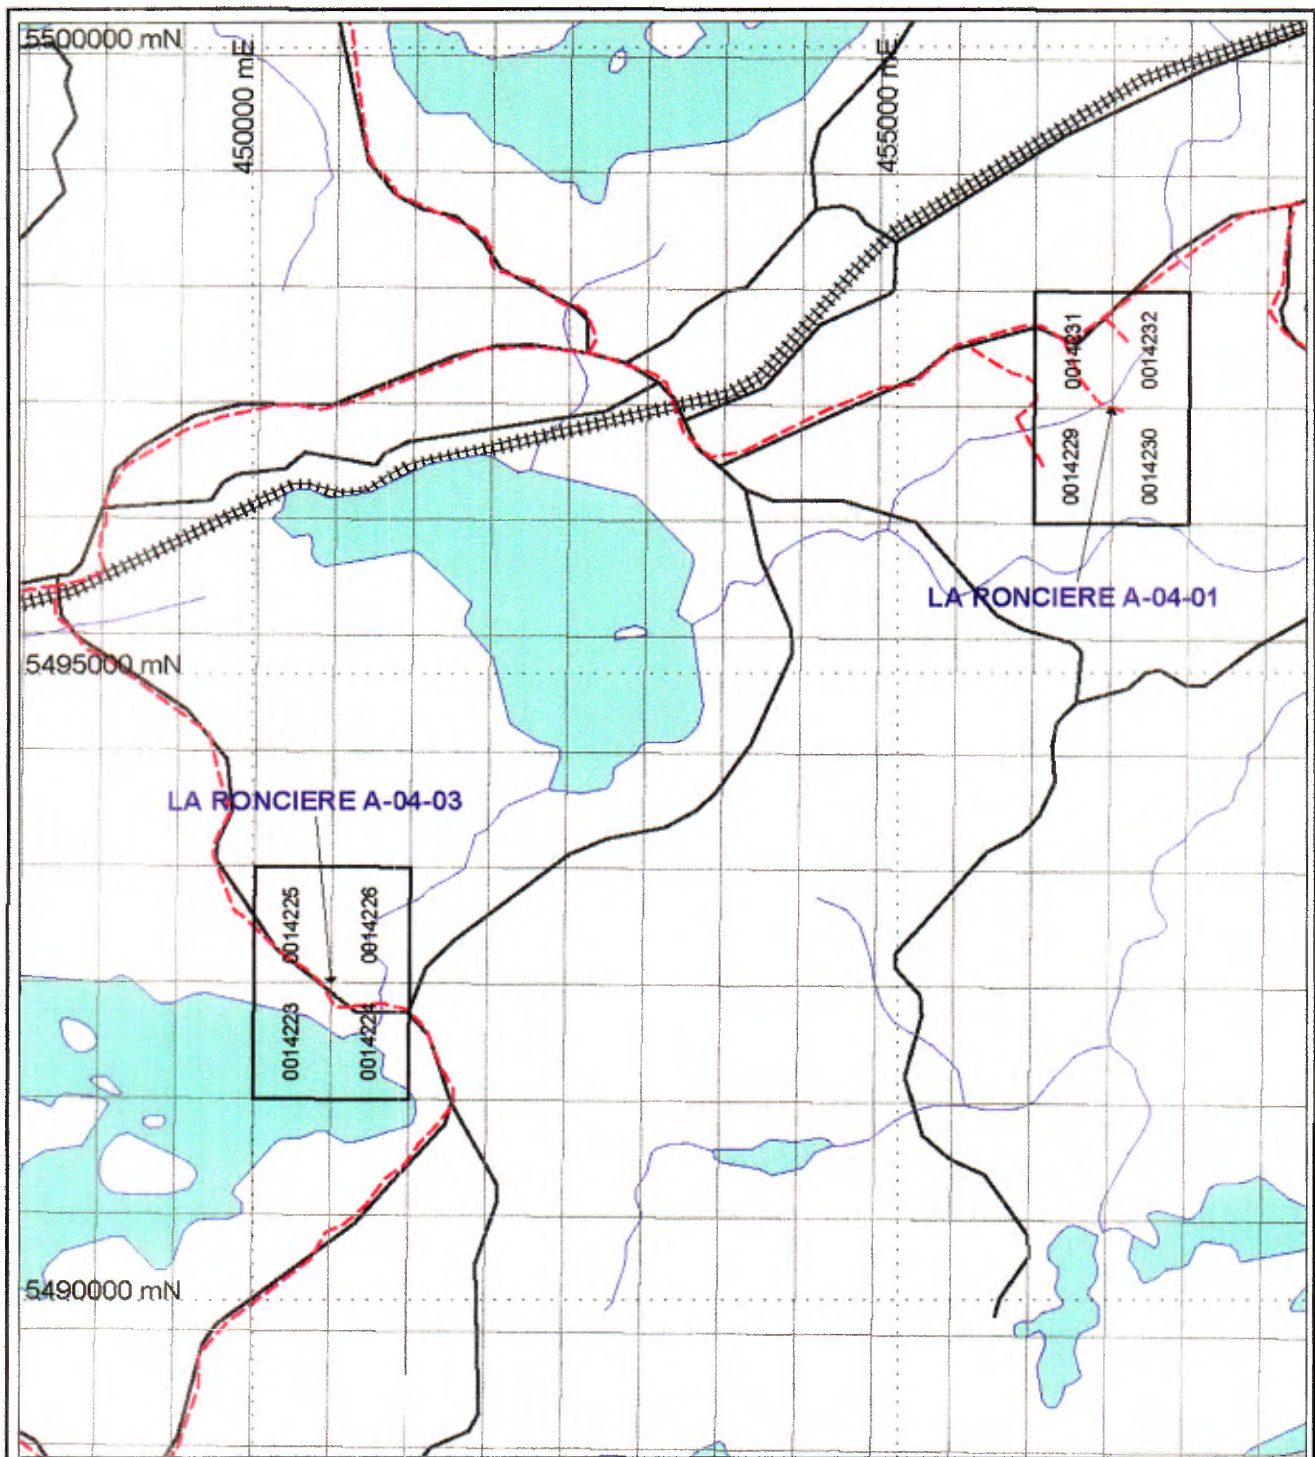 5500000 mN
450000 mE
455000 mE
0014231
0014232
0014229
0014230
LA RONCIERE A-04-01
5495000 mN
LA RONCIERE A-04-03
0014225
0014226
0014223
0014224
5490000 mN